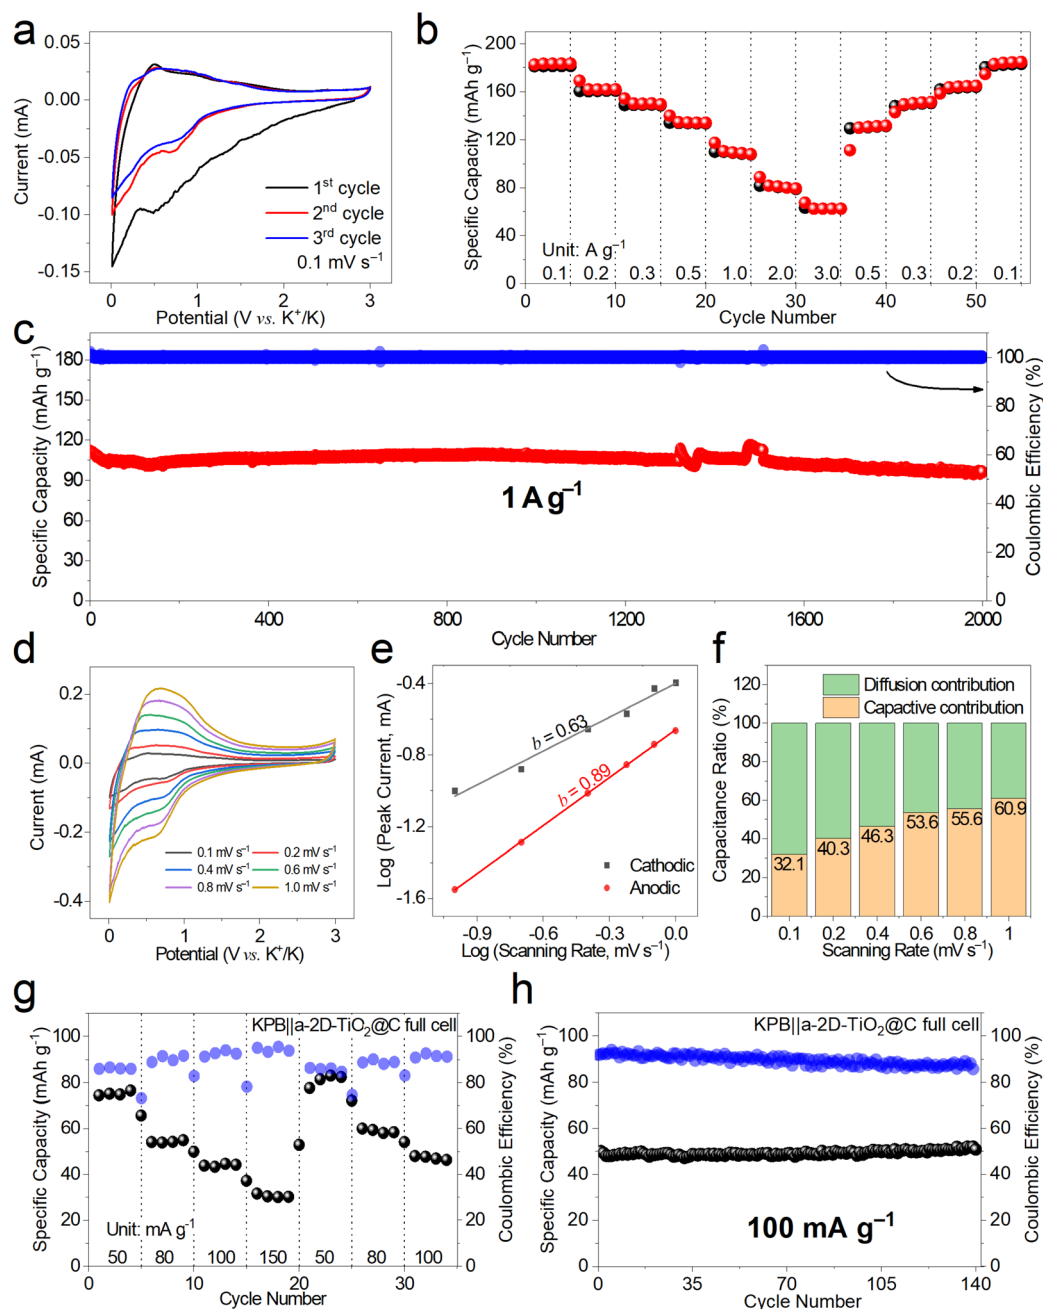 a
0.05
0.00
-0.05
-0.10
-0.15
Current (mA)
1st cycle
2nd cycle
3rd cycle
0.1 mV s⁻¹
0 1 2 3
Potential (V vs. K⁺/K)
b
200
160
120
80
40
0
Specific Capacity (mAh g⁻¹)
Unit: A g⁻¹
0.1 0.2 0.3 0.5 1.0 2.0 3.0 0.5 0.3 0.2 0.1
0 10 20 30 40 50
Cycle Number
c
180
150
120
90
60
30
0
Specific Capacity (mAh g⁻¹)
1 A g⁻¹
100
80
60
40
20
0
Coulombic Efficiency (%)
0 400 800 1200 1600 2000
Cycle Number
d
0.2
0.0
-0.2
-0.4
Current (mA)
0.1 mV s⁻¹ 0.2 mV s⁻¹
0.4 mV s⁻¹ 0.6 mV s⁻¹
0.8 mV s⁻¹ 1.0 mV s⁻¹
0 1 2 3
Potential (V vs. K⁺/K)
e
-0.4
-0.8
-1.2
-1.6
Log (Peak Current, mA)
b = 0.63
b = 0.89
Cathodic
Anodic
-0.9 -0.6 -0.3 0.0
Log (Scanning Rate, mV s⁻¹)
f
120
100
80
60
40
20
0
Capacitance Ratio (%)
Diffusion contribution
Capactive contribution
32.1 40.3 46.3 53.6 55.6 60.9
0.1 0.2 0.4 0.6 0.8 1
Scanning Rate (mV s⁻¹)
g
100
80
60
40
20
0
Specific Capacity (mAh g⁻¹)
KPB||a-2D-TiO₂@C full cell
Unit: mA g⁻¹
50 80 100 150 50 80 100
100
80
60
40
20
0
Coulombic Efficiency (%)
0 10 20 30
Cycle Number
h
100
80
60
40
20
0
Specific Capacity (mAh g⁻¹)
KPB||a-2D-TiO₂@C full cell
100 mA g⁻¹
100
80
60
40
20
0
Coulombic Efficiency (%)
0 35 70 105 140
Cycle Number